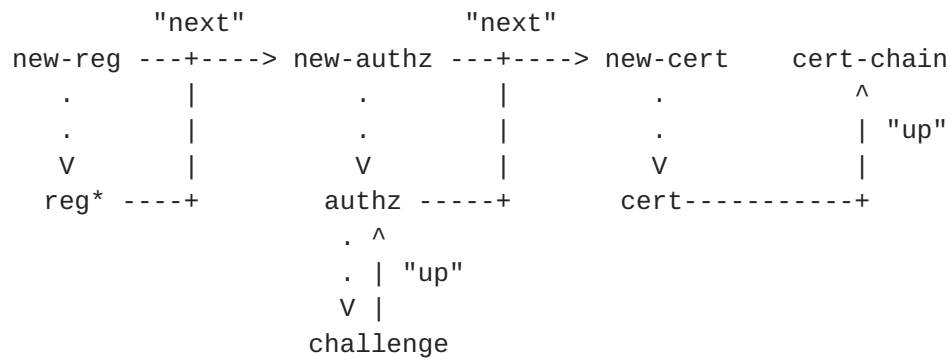 "next" "next"
new-reg ---+----> new-authz ---+----> new-cert cert-chain
. | . | . ^
. | . | . | "up"
V | V | V |
reg* ----+ authz -----+ cert-----------+
. ^
. | "up"
V |
challenge